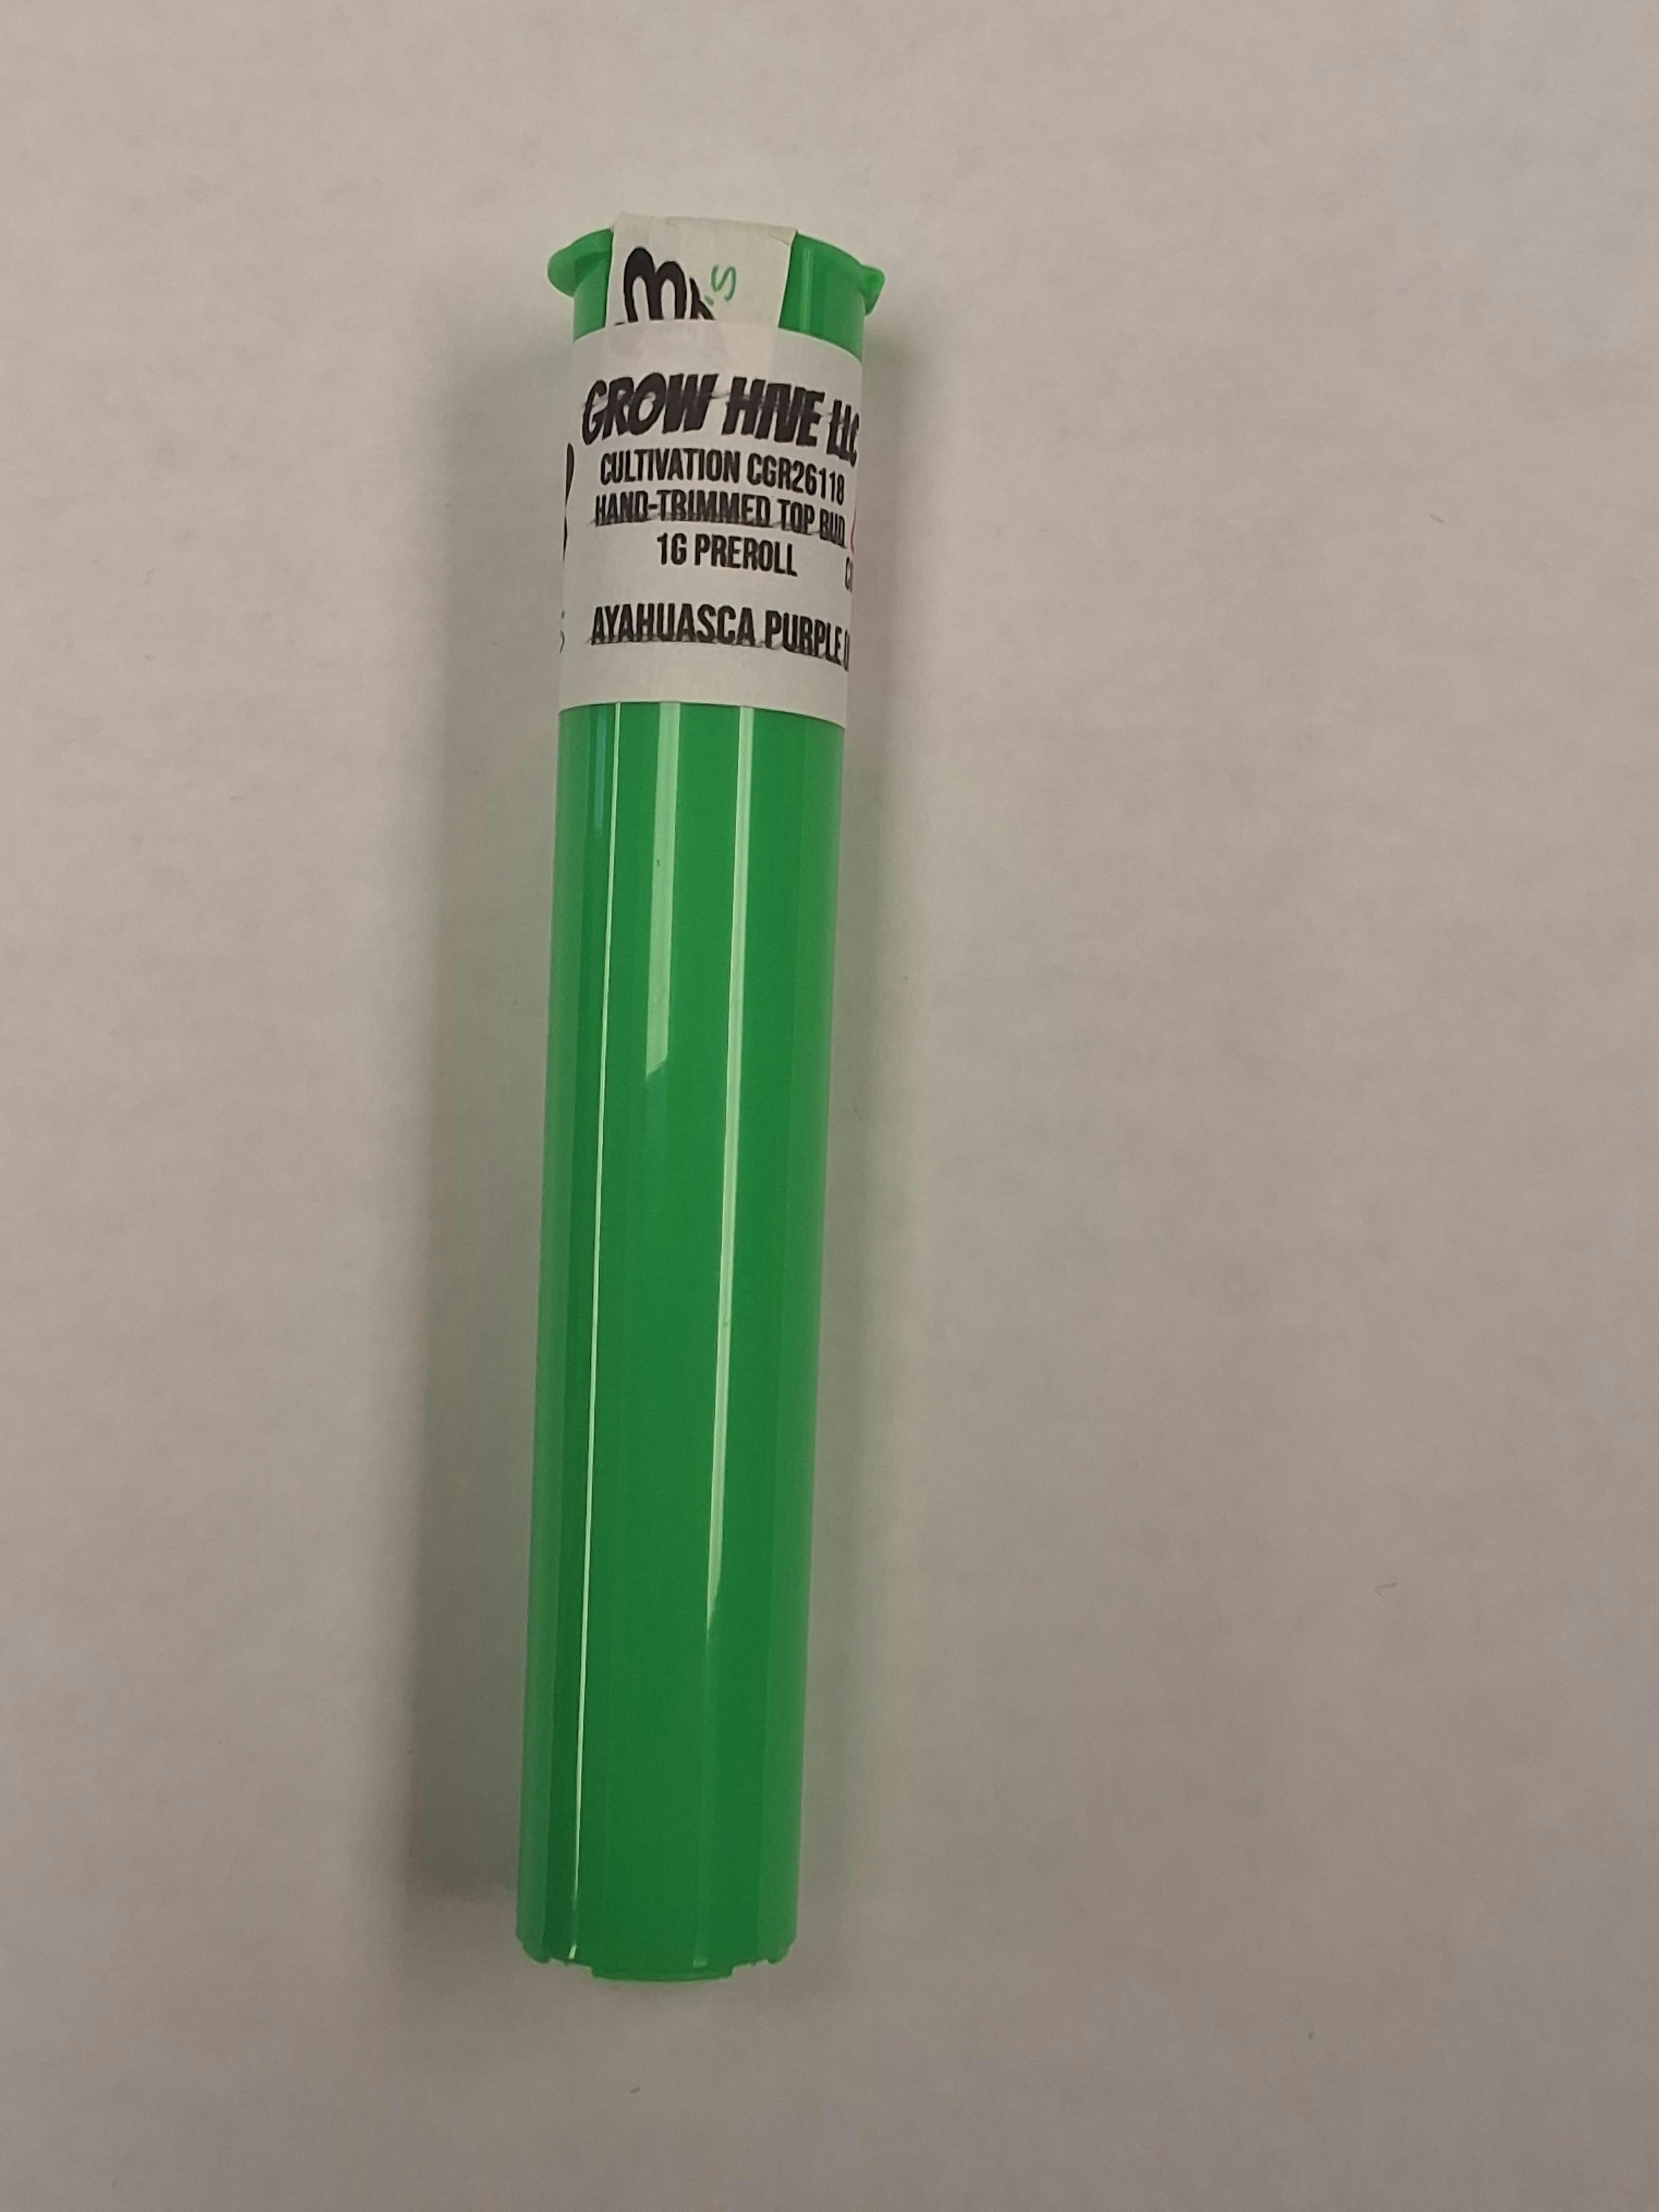 GROW HIVE LLC
CULTIVATION CGR26118
HAND-TRIMMED TOP BUD
1G PREROLL
AYAHUASCA PURPLE